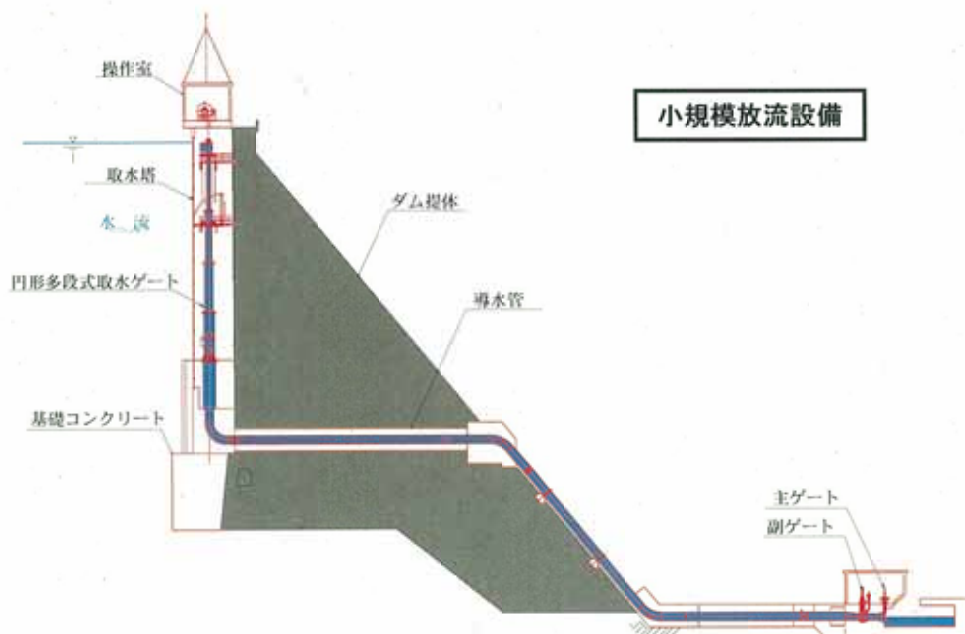 操作室
小規模放流設備
取水塔
ダム提体
水 流
円形多段式取水ゲート
導水管
基礎コンクリート
主ゲート
副ゲート